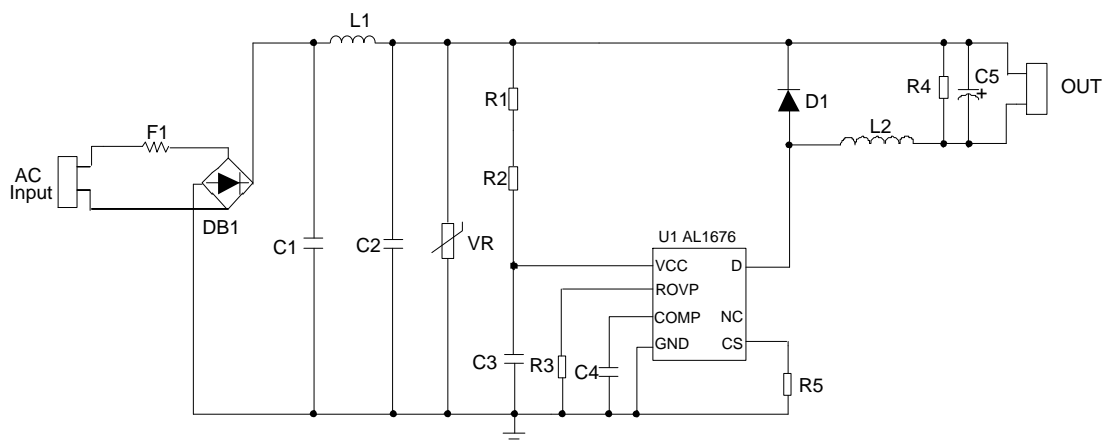 L1
R1
F1
AC
Input
DB1
C1
C2
VR
R2
C3
R3
C4
U1 AL1676
VCC
D
ROVP
COMP
NC
GND
CS
R5
D1
L2
R4
C5
+
OUT